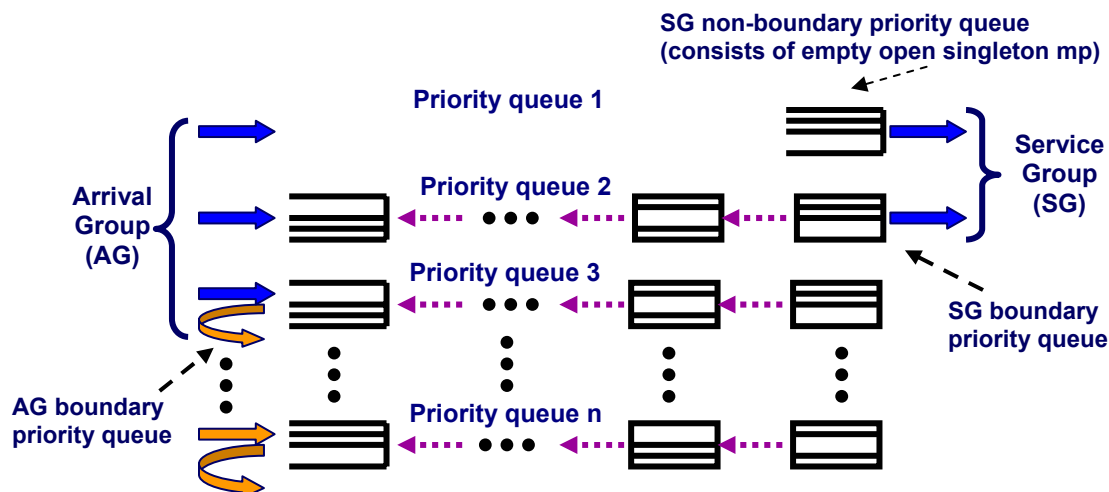 SG non-boundary priority queue
(consists of empty open singleton mp)
Priority queue 1
Arrival
Group
(AG)
Service
Group
(SG)
Priority queue 2
Priority queue 3
SG boundary
priority queue
AG boundary
priority queue
Priority queue n